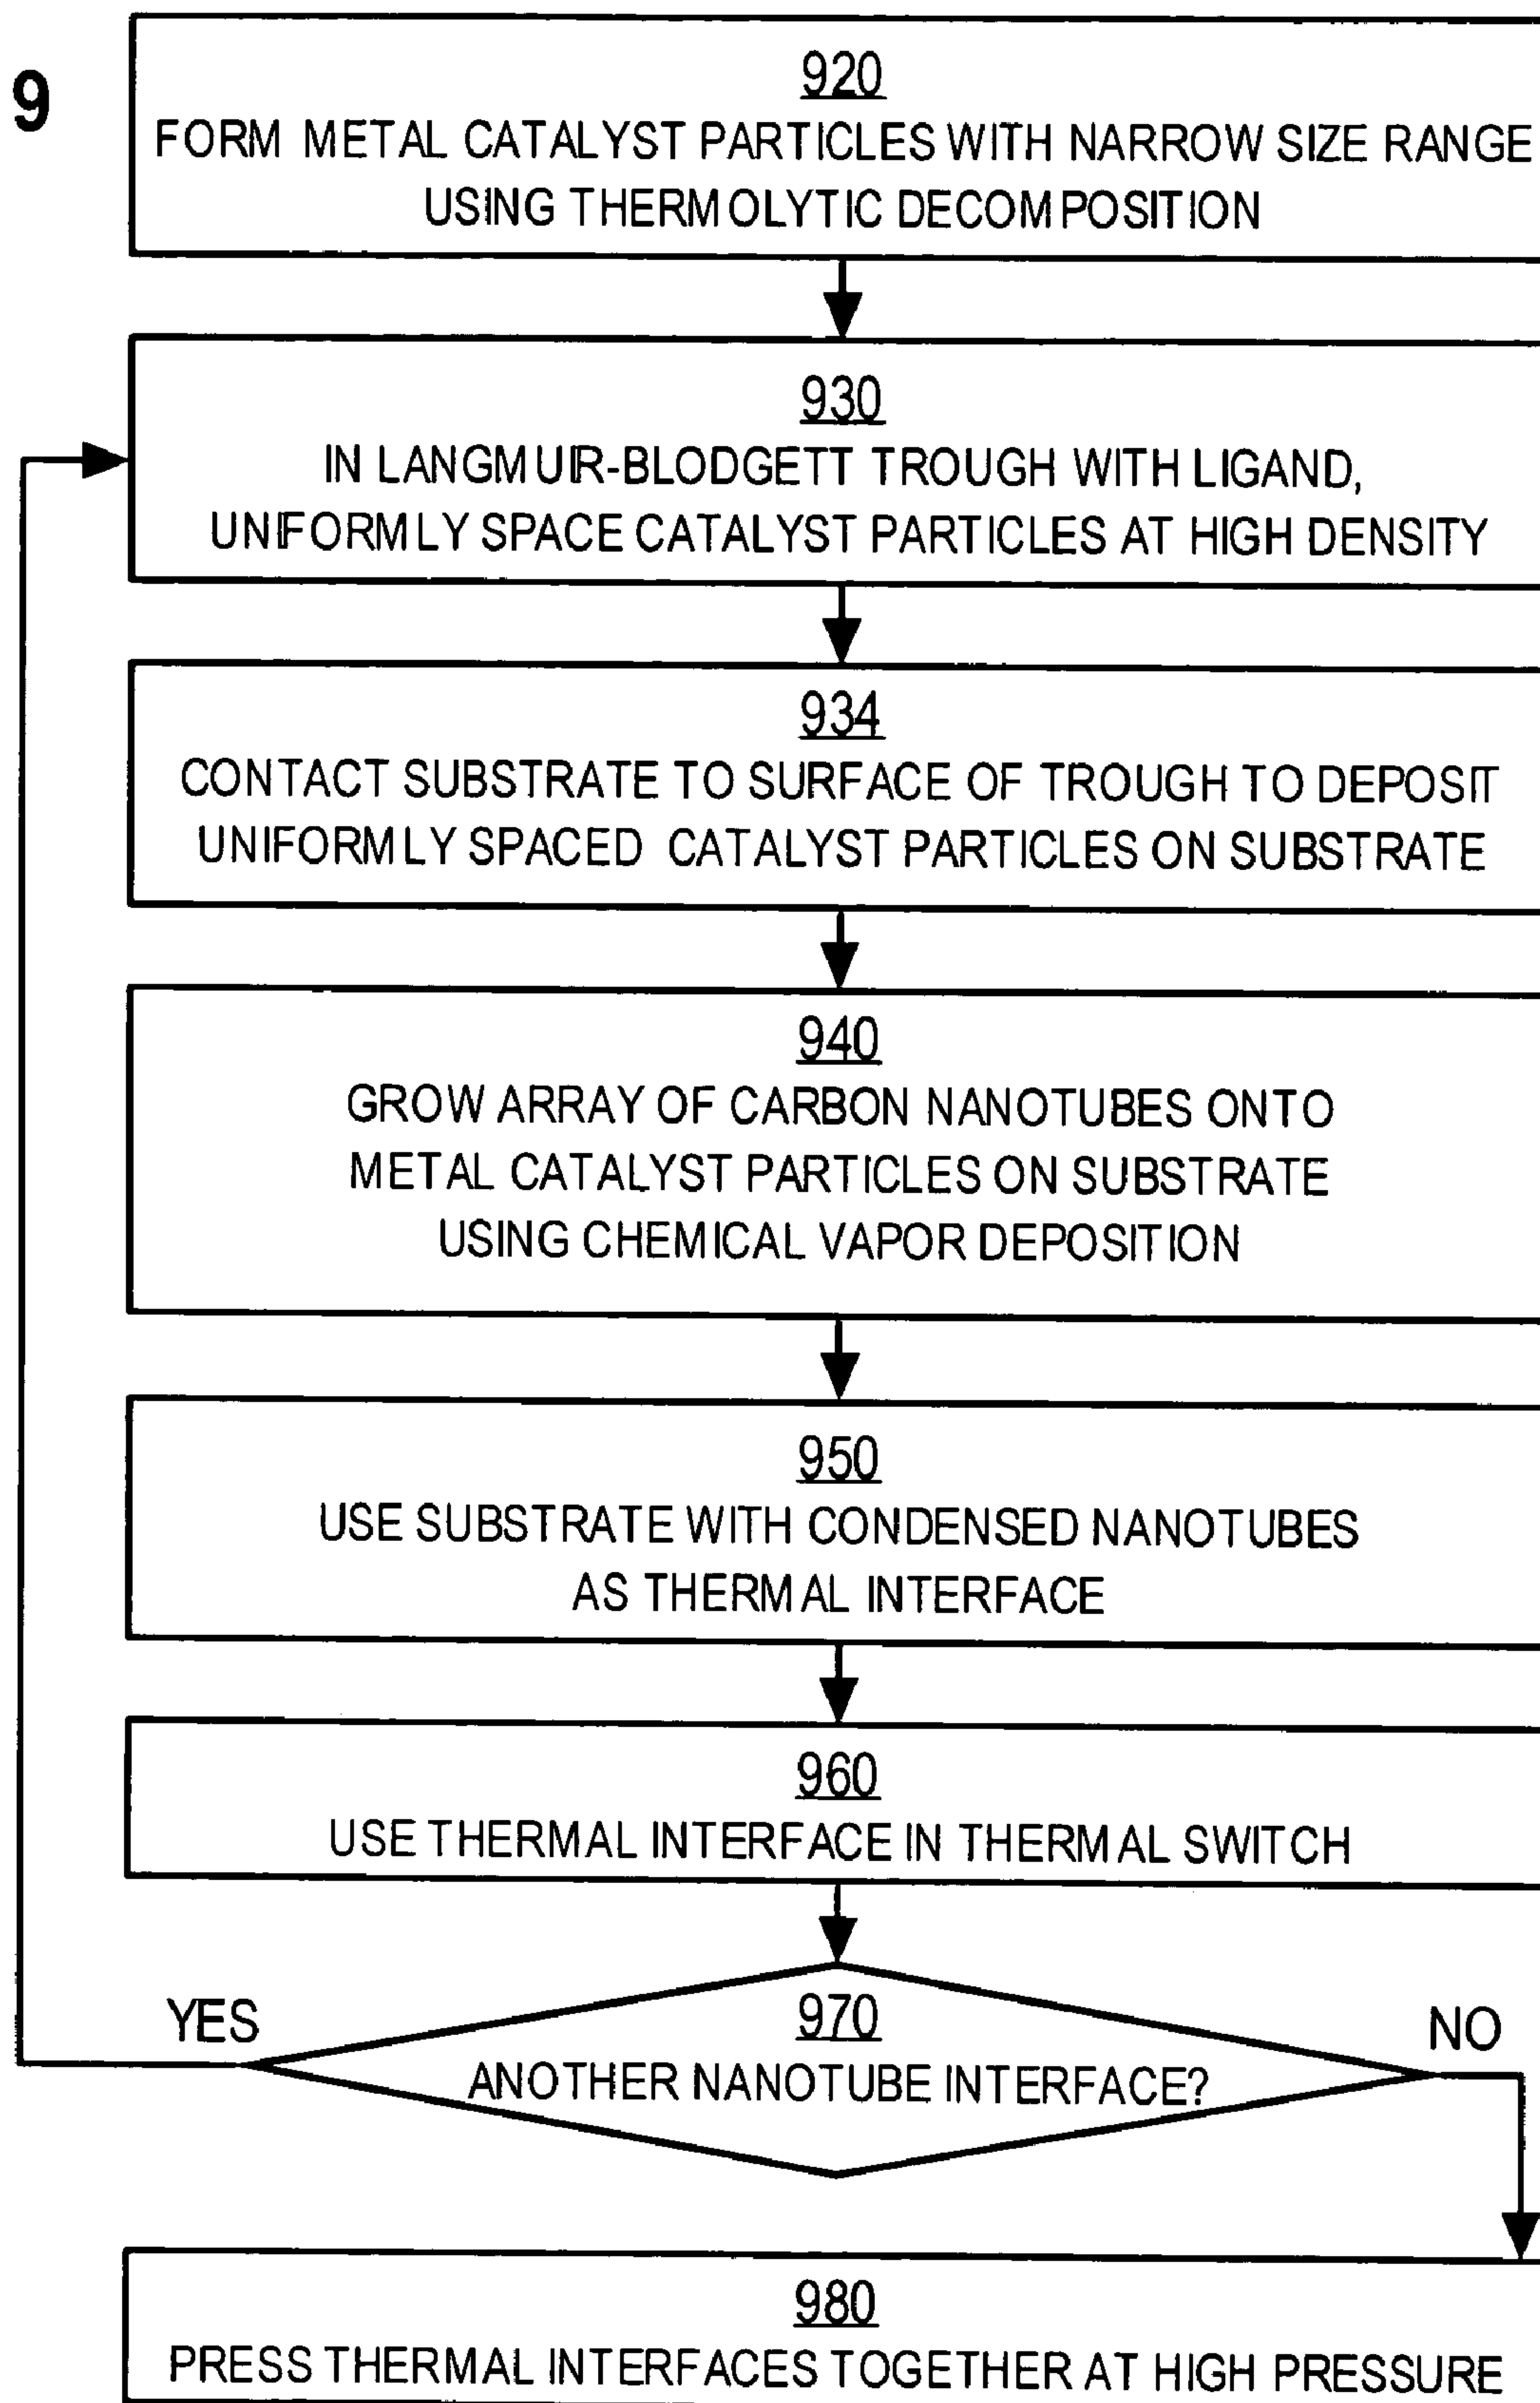 9
920
FORM METAL CATALYST PARTICLES WITH NARROW SIZE RANGE
USING THERMOLYTIC DECOMPOSITION
930
IN LANGMUIR-BLODGETT TROUGH WITH LIGAND,
UNIFORMLY SPACE CATALYST PARTICLES AT HIGH DENSITY
934
CONTACT SUBSTRATE TO SURFACE OF TROUGH TO DEPOSIT
UNIFORMLY SPACED CATALYST PARTICLES ON SUBSTRATE
940
GROW ARRAY OF CARBON NANOTUBES ONTO
METAL CATALYST PARTICLES ON SUBSTRATE
USING CHEMICAL VAPOR DEPOSITION
950
USE SUBSTRATE WITH CONDENSED NANOTUBES
AS THERMAL INTERFACE
960
USE THERMAL INTERFACE IN THERMAL SWITCH
YES
970
NO
ANOTHER NANOTUBE INTERFACE?
980
PRESS THERMAL INTERFACES TOGETHER AT HIGH PRESSURE